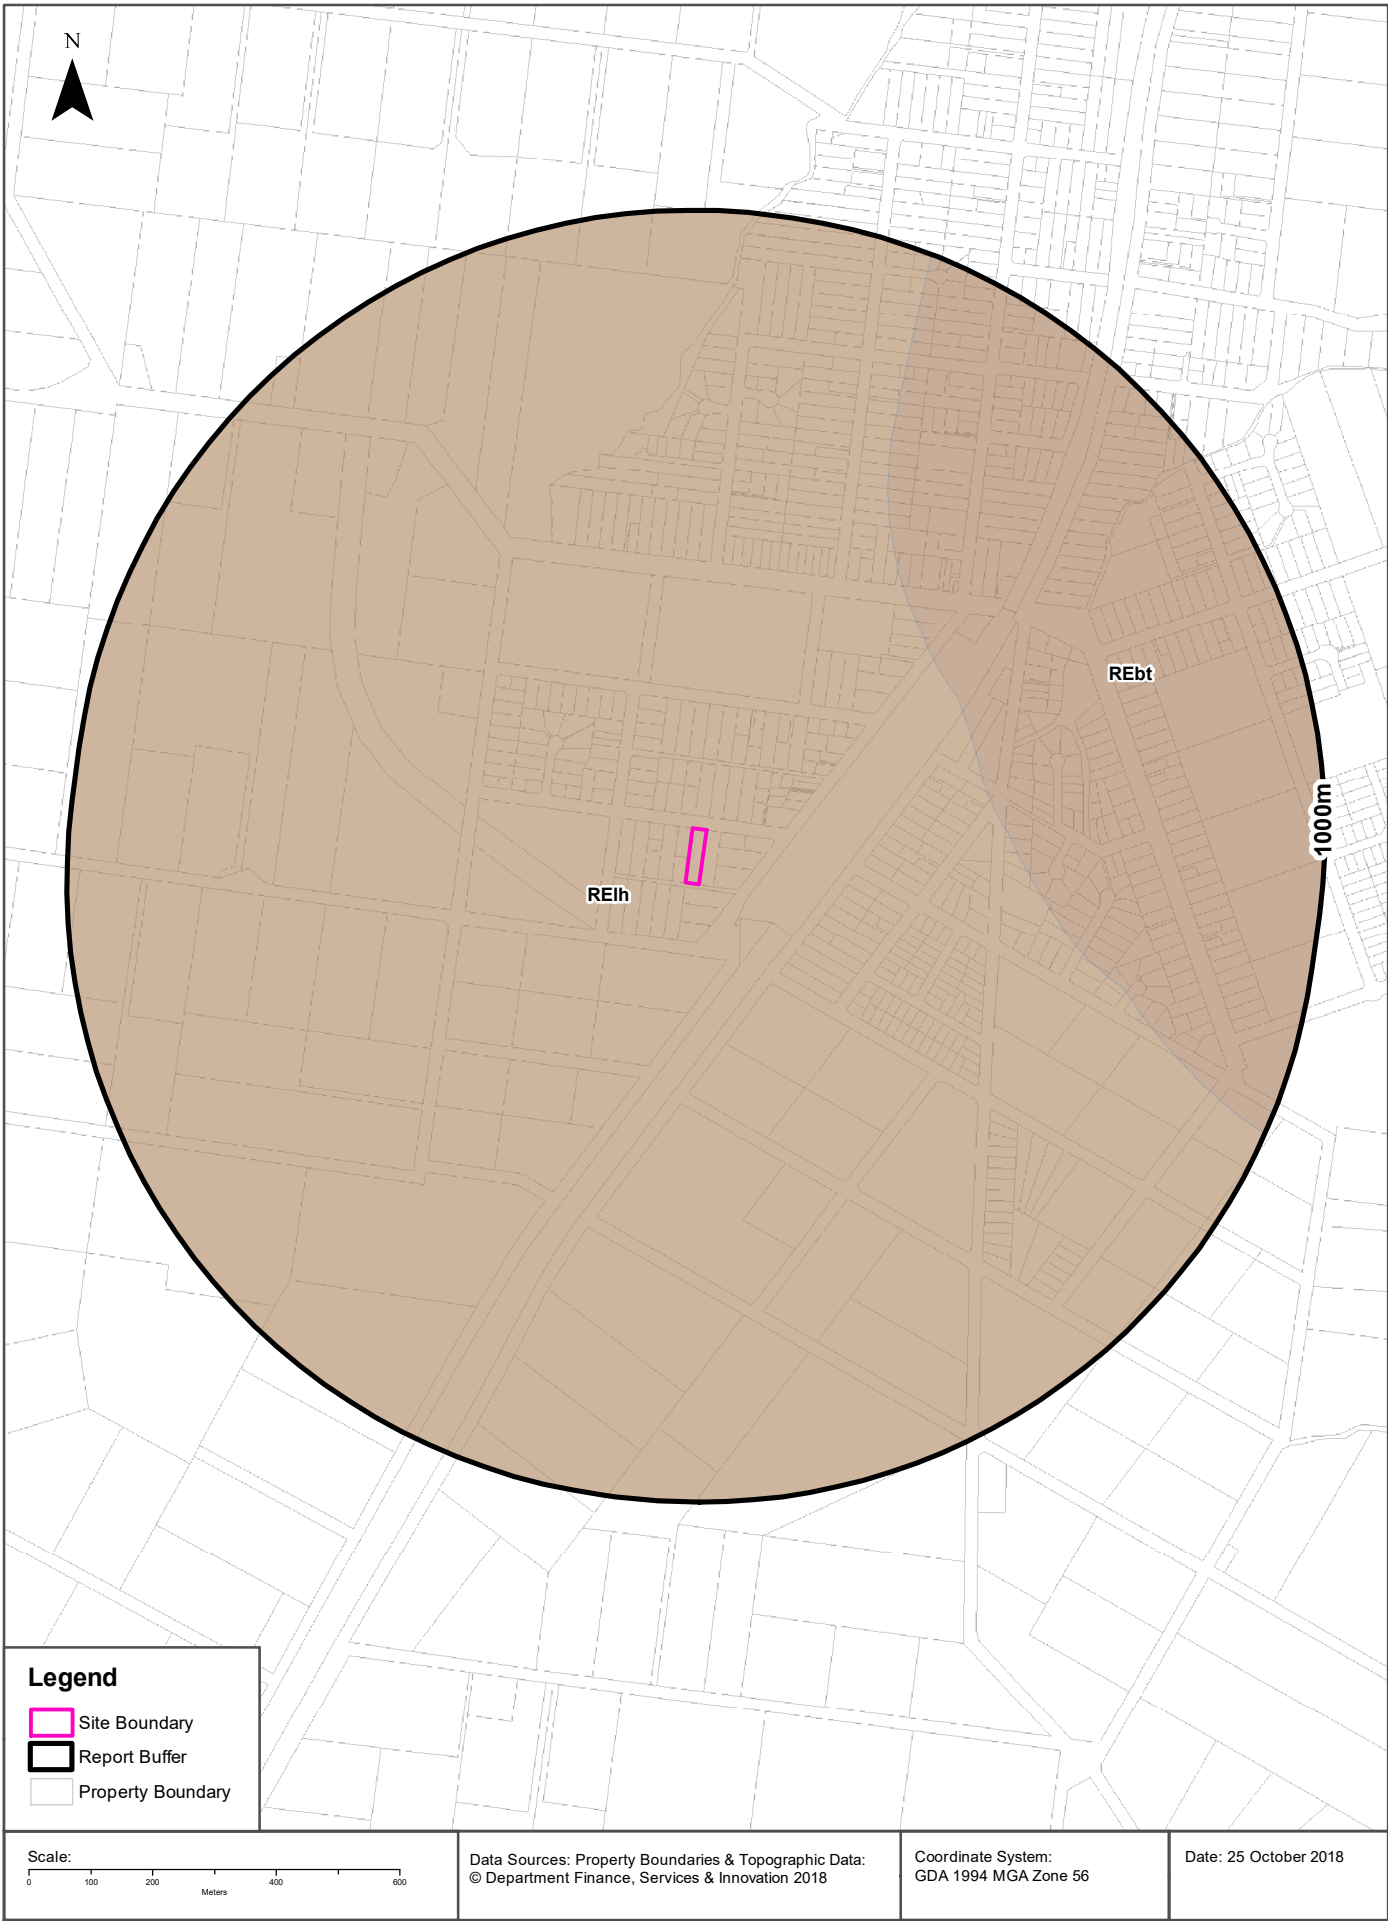 N
REbt
1000m
RElh
Legend
Site Boundary
Report Buffer
Property Boundary
Scale:
0 100 200 400 600
Meters
Data Sources: Property Boundaries & Topographic Data:
© Department Finance, Services & Innovation 2018
Coordinate System:
GDA 1994 MGA Zone 56
Date: 25 October 2018